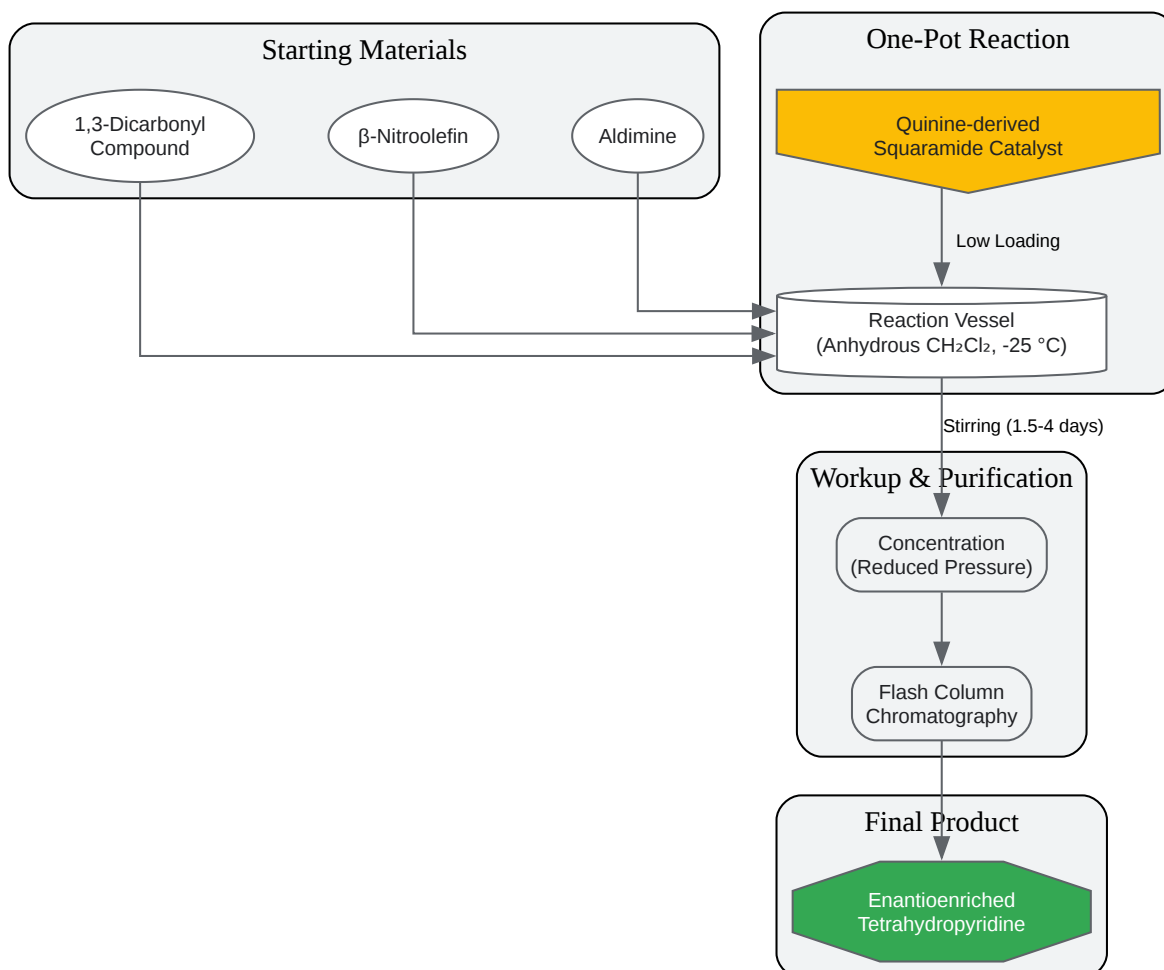 Starting Materials
1,3-Dicarbonyl
Compound
β-Nitroolefin
Aldimine
One-Pot Reaction
Quinine-derived
Squaramide Catalyst
Low Loading
Reaction Vessel
(Anhydrous CH₂Cl₂, -25 °C)
Stirring (1.5-4 days)
Workup & Purification
Concentration
(Reduced Pressure)
Flash Column
Chromatography
Final Product
Enantioenriched
Tetrahydropyridine